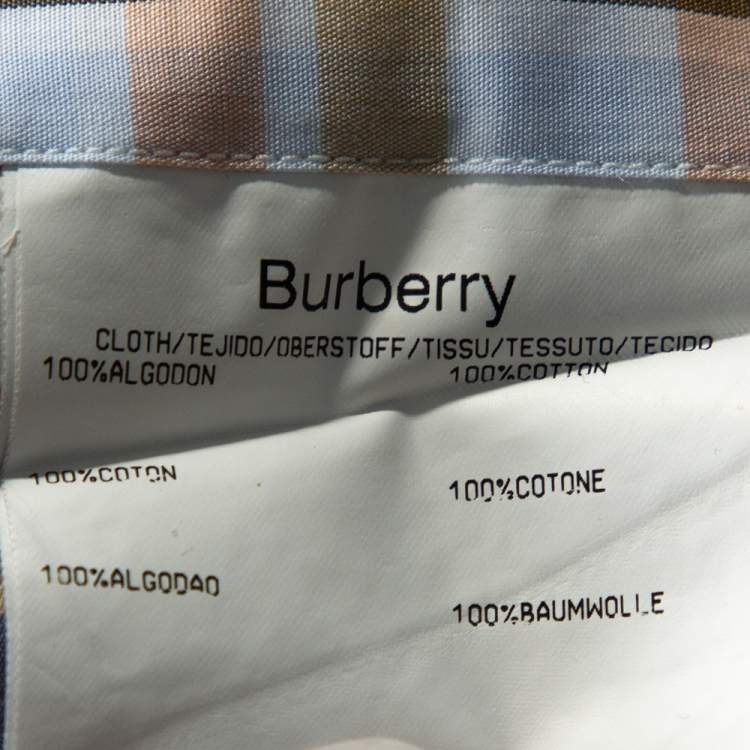 Burberry
CLOTH/TEJIDO/OBERSTOFF/TISSU/TESSUTO/TECIDO
100%ALGODON 100%COTTON
100%COTON 100%COTONE
100%ALGODAO 100%BAUMWOLLE